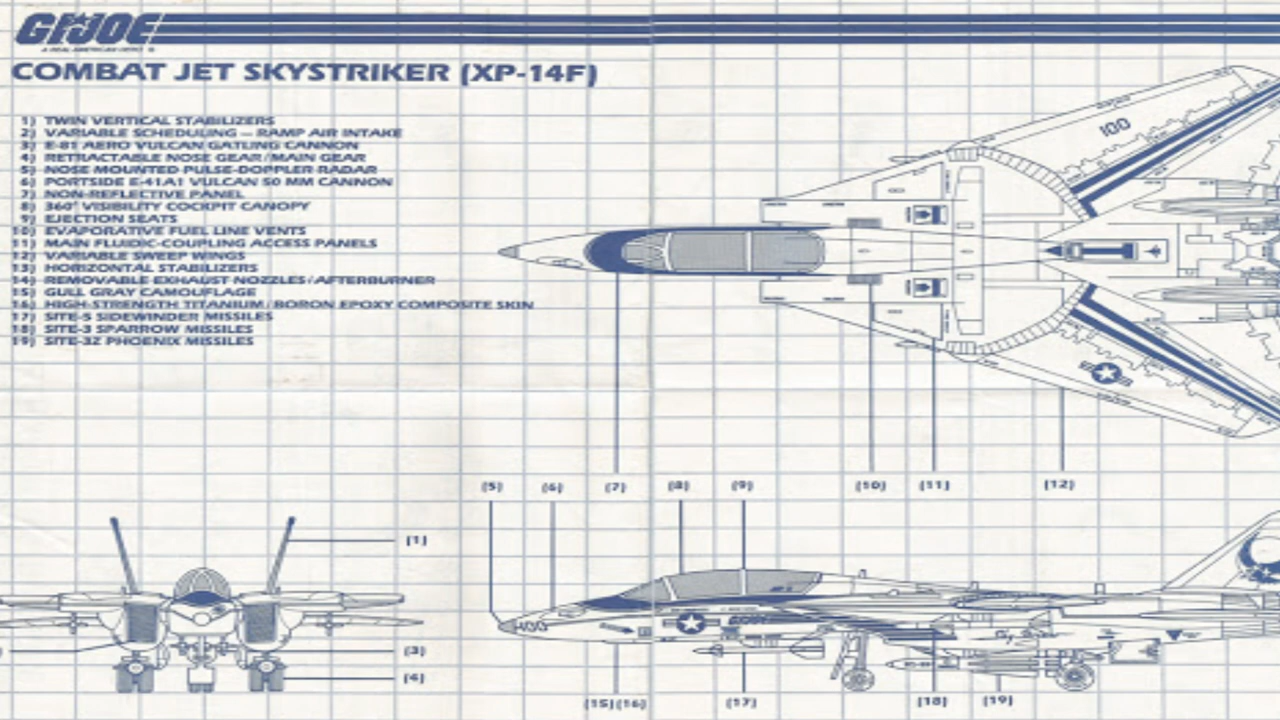 G.I.JOE
A REAL AMERICAN HERO
COMBAT JET SKYSTRIKER (XP-14F)
1) TWIN VERTICAL STABILIZERS
2) VARIABLE SCHEDULING – RAMP AIR INTAKE
3) E-81 AERO VULCAN GATLING CANNON
4) RETRACTABLE NOSE GEAR/MAIN GEAR
5) NOSE MOUNTED PULSE-DOPPLER RADAR
6) PORTSIDE E-41A1 VULCAN 50 MM CANNON
7) NON-REFLECTIVE PANEL
8) 360° VISIBILITY COCKPIT CANOPY
9) EJECTION SEATS
10) EVAPORATIVE FUEL LINE VENTS
11) MAIN FLUIDIC-COUPLING ACCESS PANELS
12) VARIABLE SWEEP WINGS
13) HORIZONTAL STABILIZERS
14) REMOVABLE EXHAUST NOZZLES/AFTERBURNER
15) GULL GRAY CAMOUFLAGE
16) HIGH-STRENGTH TITANIUM/BORON EPOXY COMPOSITE SKIN
17) SITE-5 SIDEWINDER MISSILES
18) SITE-3 SPARROW MISSILES
19) SITE-3Z PHOENIX MISSILES
100
(5) (6) (7) (8) (9) (10) (11) (12)
(1)
100
(3)
(4)
(15) (16) (17) (18) (19)